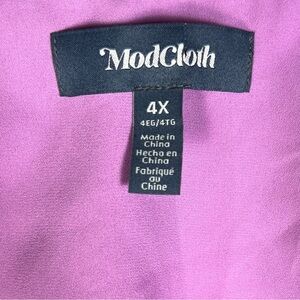 ModCloth
4X
4EG/4TG
Made in
China
Hecho en
China
Fabriqué
au
Chine